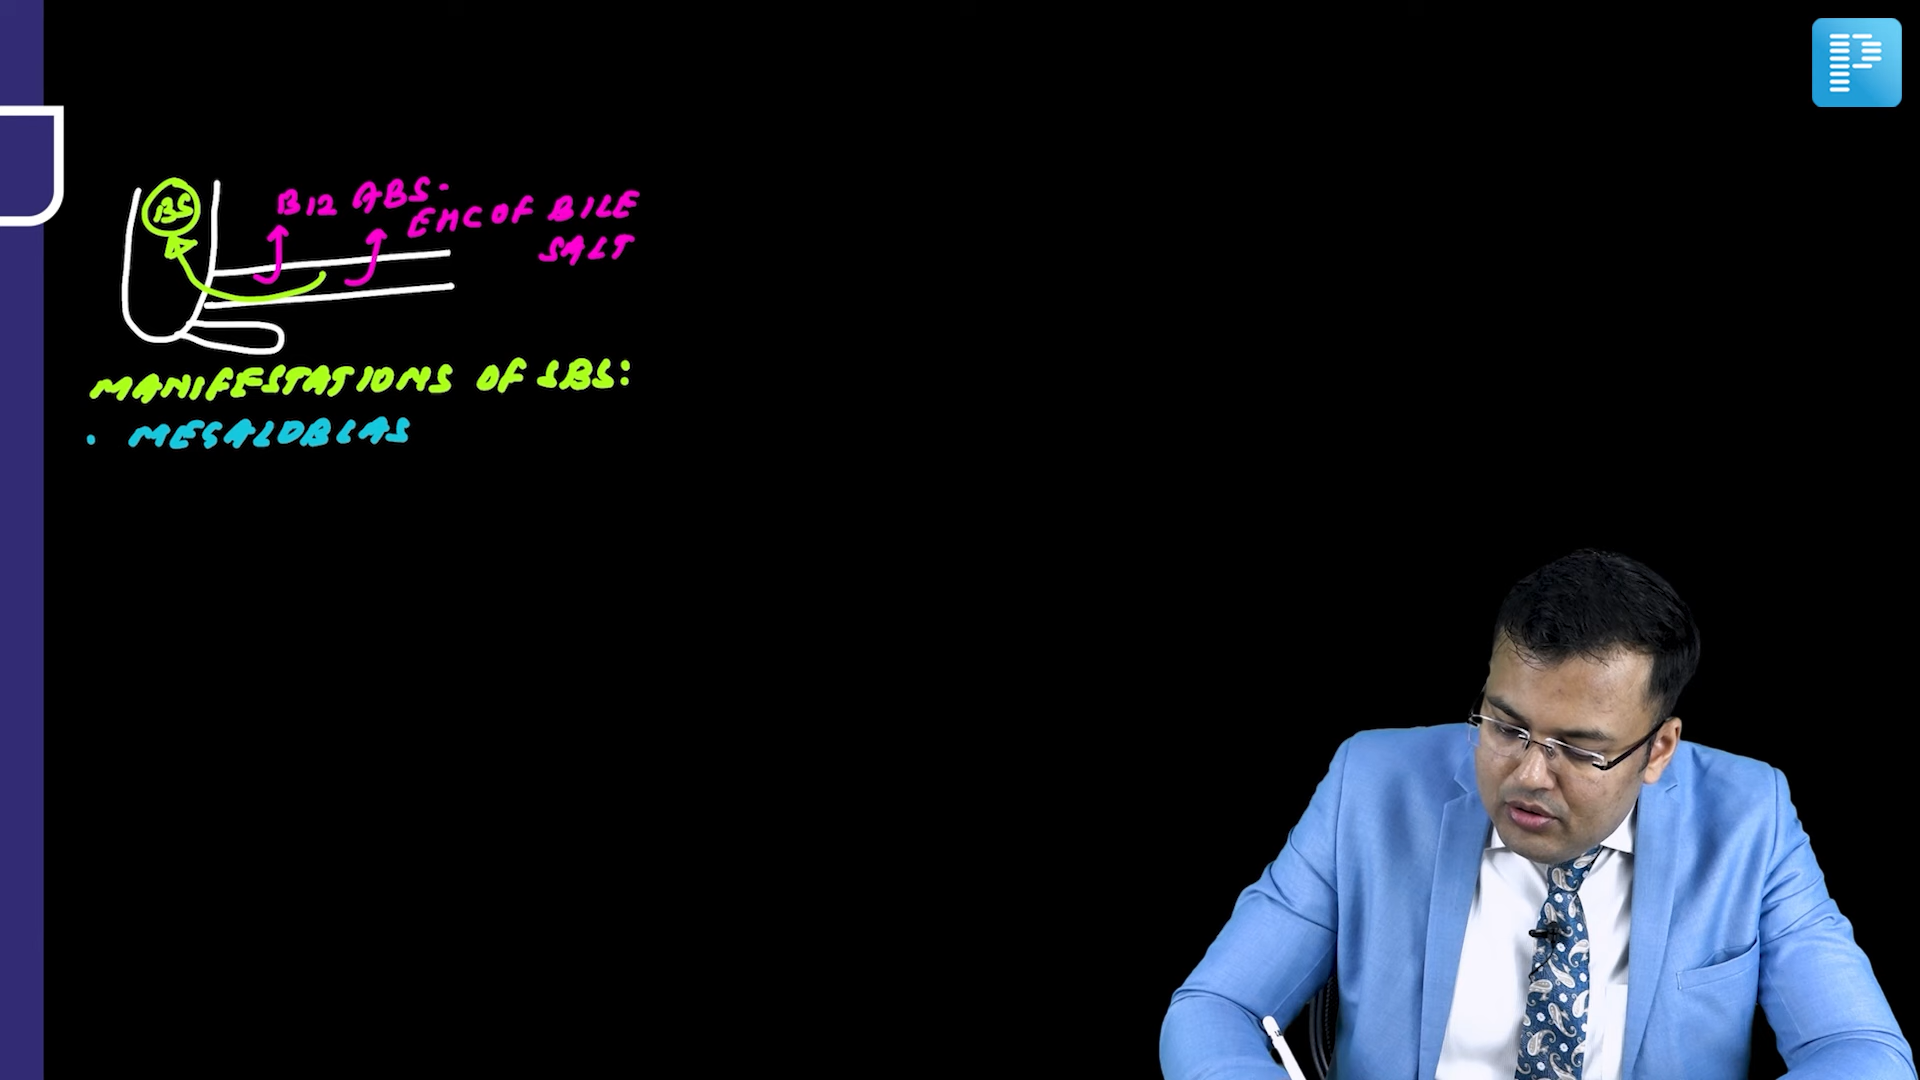 BS
B12 ABS.
EHC OF BILE
SALT
MANIFESTATIONS OF SBS:
• MEGALOBLAS